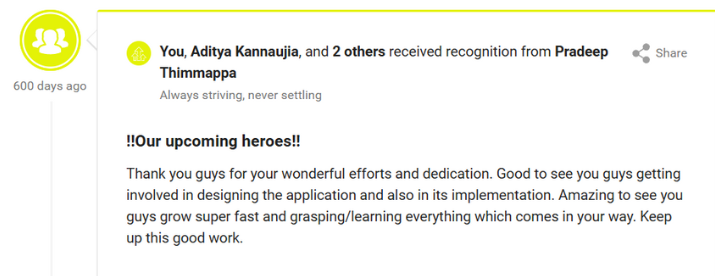 You, Aditya Kannaujia, and 2 others received recognition from Pradeep
Thimmappa
Share
600 days ago
Always striving, never settling
!!Our upcoming heroes!!
Thank you guys for your wonderful efforts and dedication. Good to see you guys getting
involved in designing the application and also in its implementation. Amazing to see you
guys grow super fast and grasping/learning everything which comes in your way. Keep
up this good work.